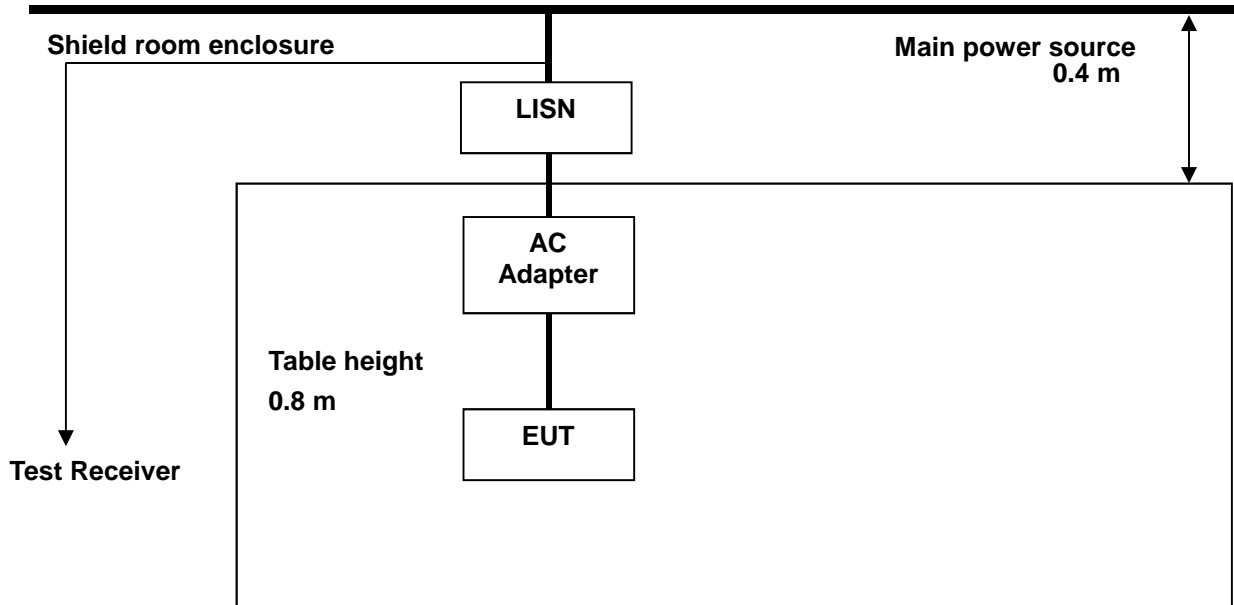 Shield room enclosure
Main power source
0.4 m
LISN
AC
Adapter
Table height
0.8 m
EUT
Test Receiver